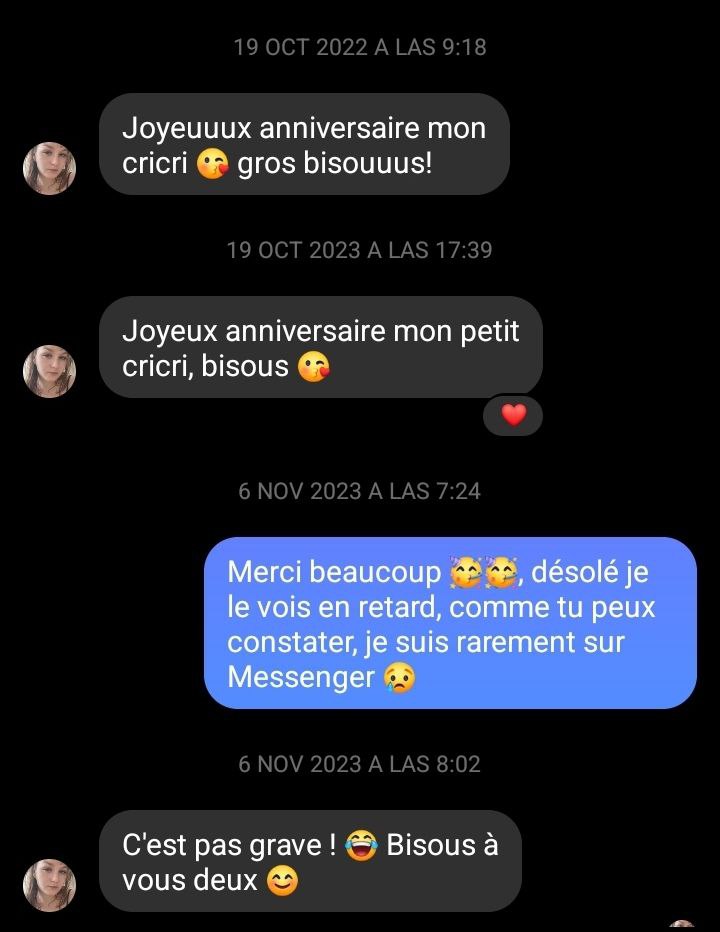 19 OCT 2022 A LAS 9:18
Joyeuuux anniversaire mon
cricri 😘 gros bisouuus!
19 OCT 2023 A LAS 17:39
Joyeux anniversaire mon petit
cricri, bisous 😘
❤️
6 NOV 2023 A LAS 7:24
Merci beaucoup 🥳🥳, désolé je
le vois en retard, comme tu peux
constater, je suis rarement sur
Messenger 😢
6 NOV 2023 A LAS 8:02
C'est pas grave ! 😂 Bisous à
vous deux 😊